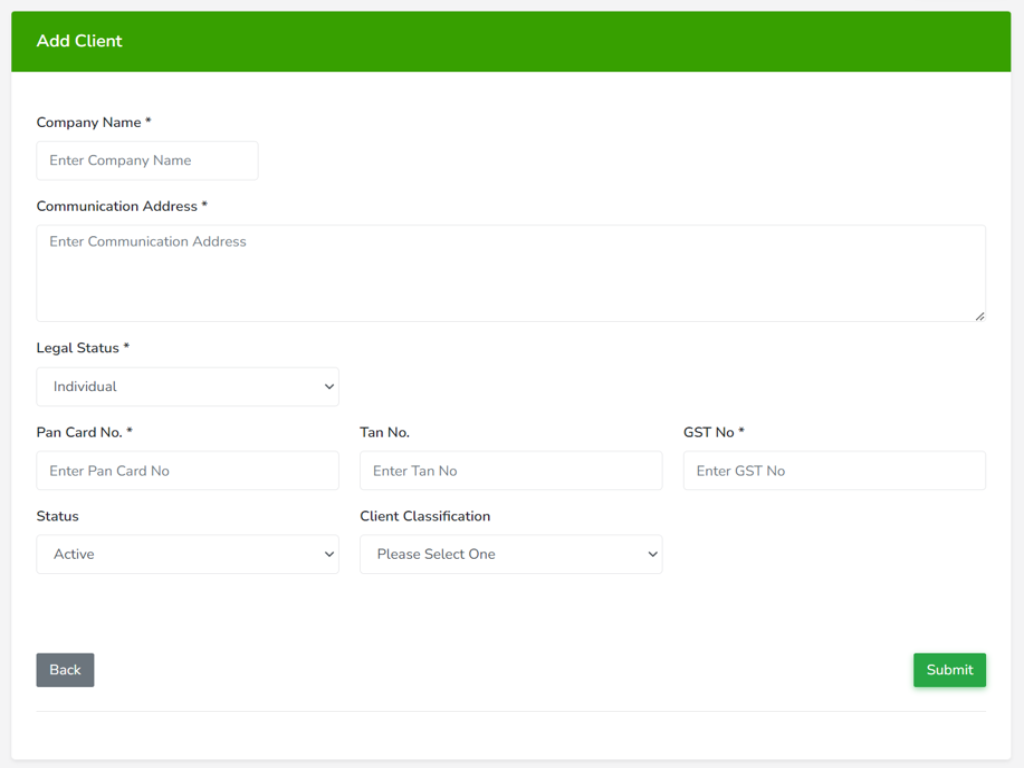 Add Client
Company Name *
Enter Company Name
Communication Address *
Enter Communication Address
Legal Status *
Individual
Pan Card No. * Tan No. GST No *
Enter Pan Card No Enter Tan No Enter GST No
Status Client Classification
Active Please Select One
Back Submit